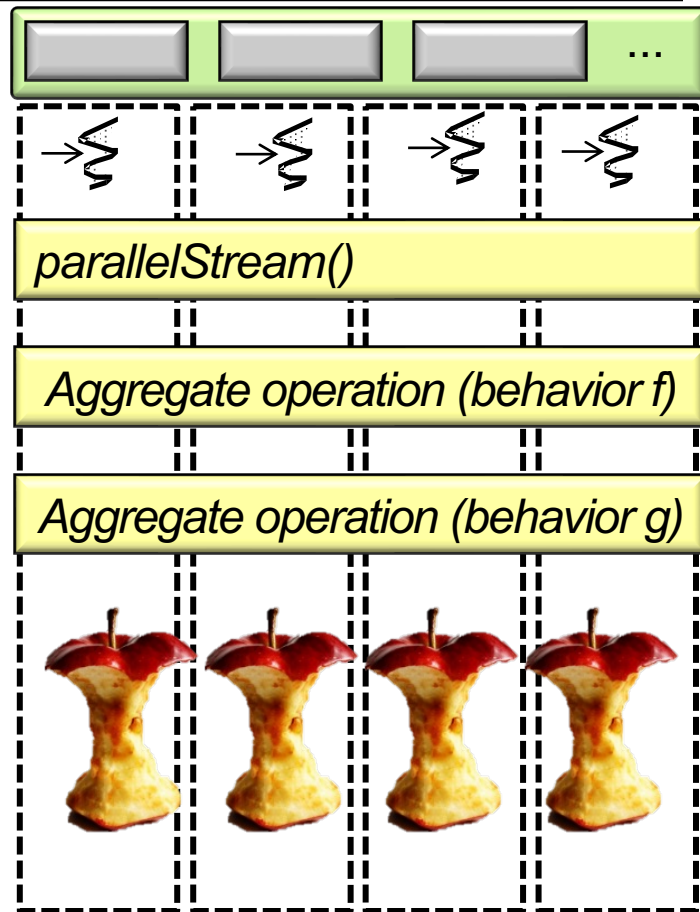 ...
parallelStream()
Aggregate operation (behavior f)
Aggregate operation (behavior g)